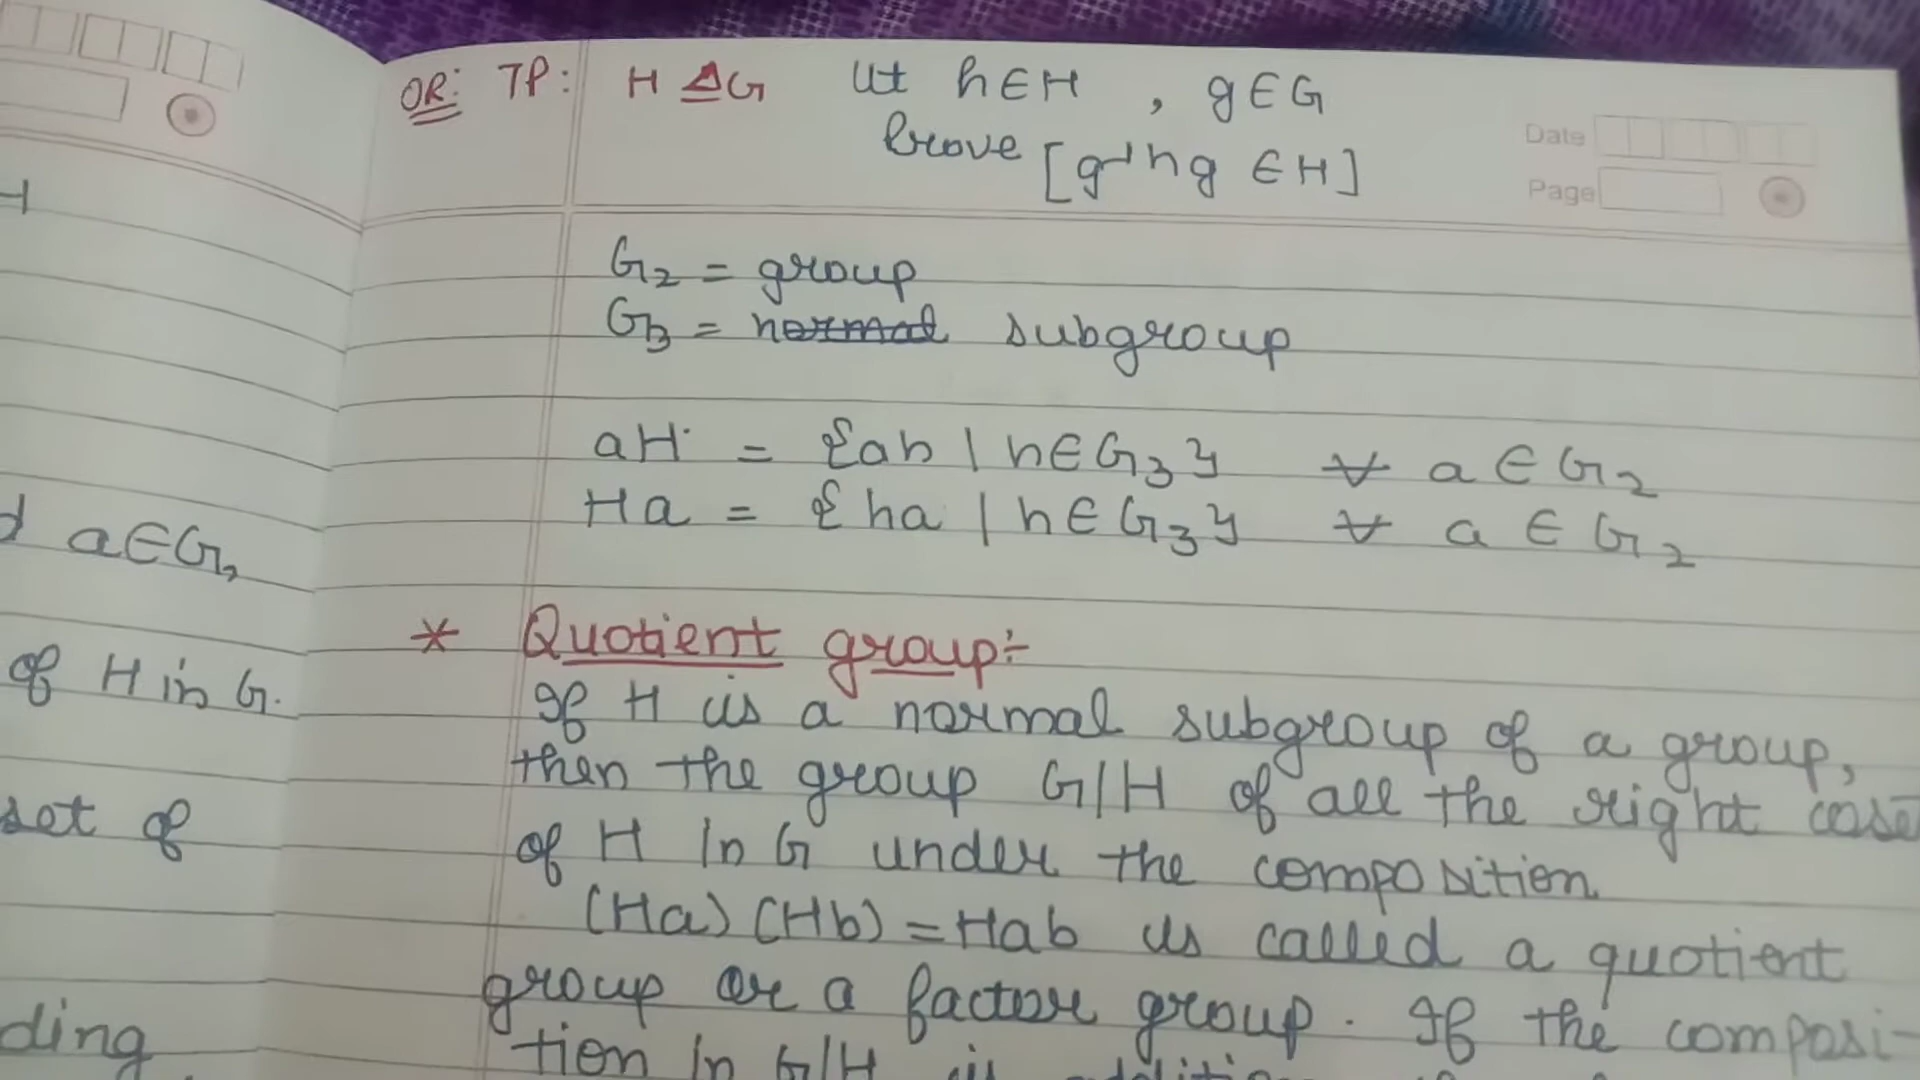 H
d a∈G,
of H in G.
set of
ding
OR: TP: H ⊴ G let h∈H , g∈G
Prove [g⁻¹hg ∈H]
Date
Page
G₂ = group
G₃ = normal subgroup
aH = {ah | h∈G₃} ∀ a∈G₂
Ha = {ha | h∈G₃} ∀ a ∈ G₂
* Quotient group:-
If H is a normal subgroup of a group,
then the group G/H of all the right coset
of H In G under the composition.
(Ha) (Hb) = Hab is called a quotient
group or a factor group. If the composi-
tion in G/H is